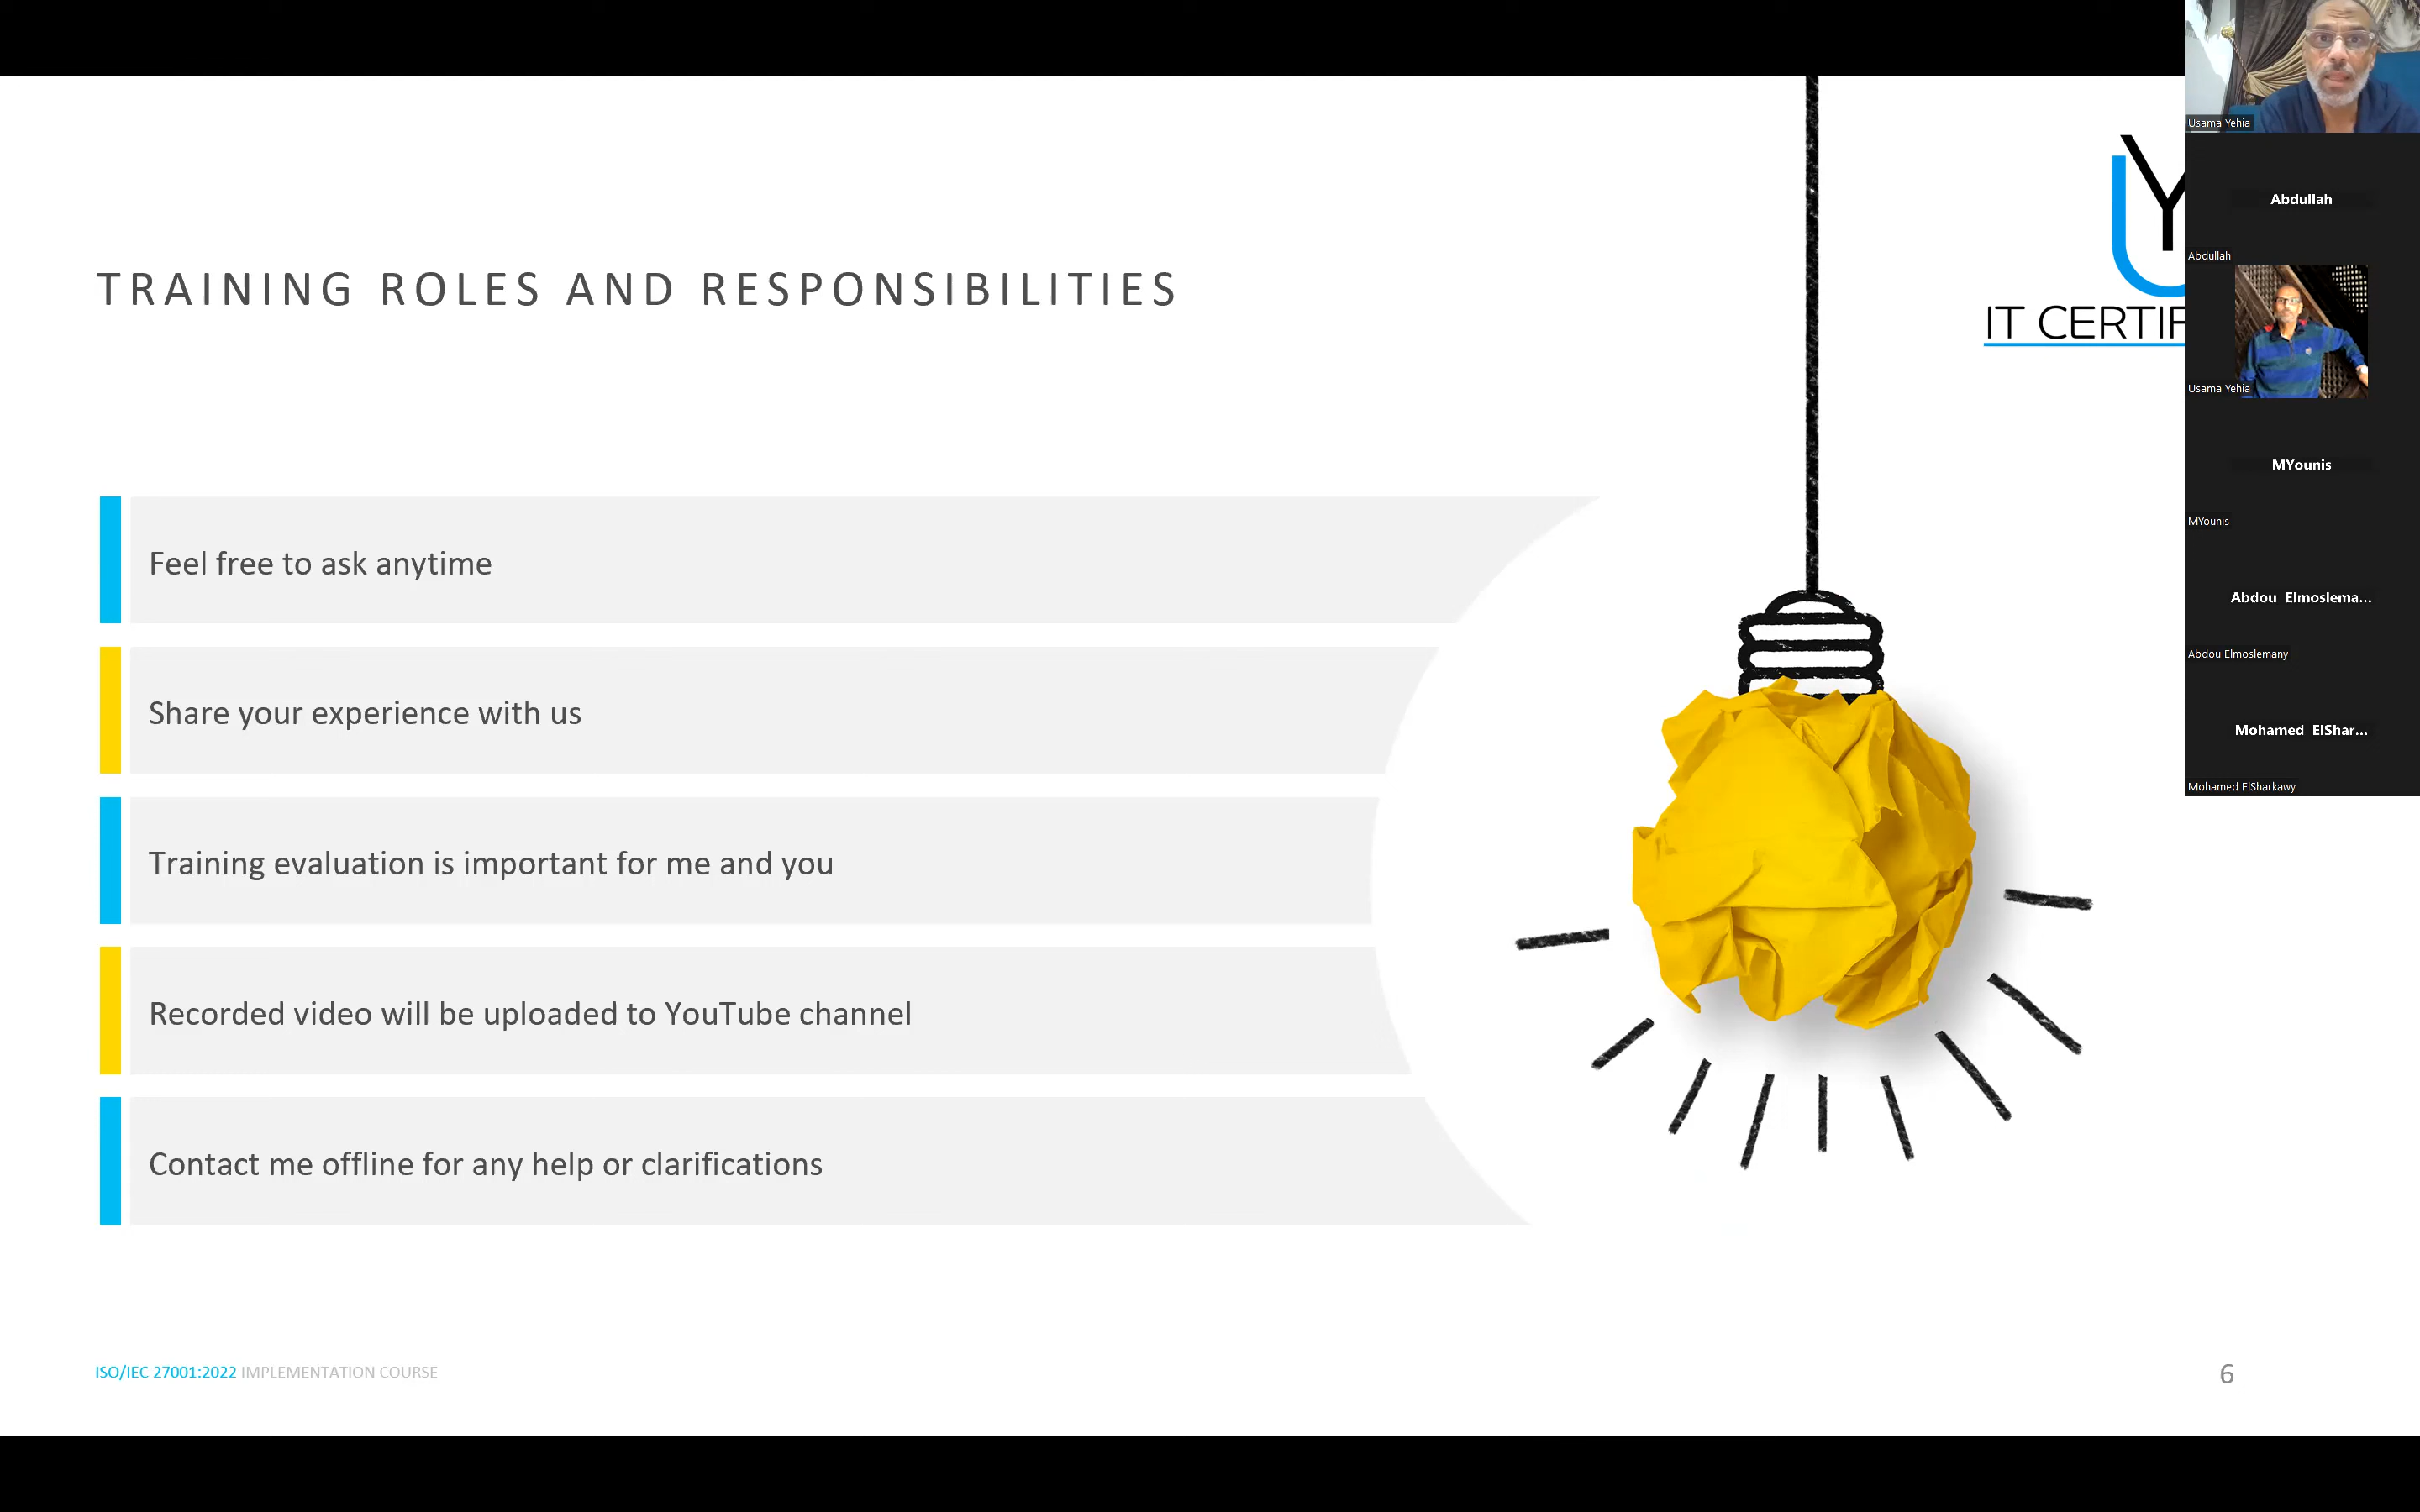 TRAINING ROLES AND RESPONSIBILITIES
Y
IT CERTIF
Feel free to ask anytime
Share your experience with us
Training evaluation is important for me and you
Recorded video will be uploaded to YouTube channel
Contact me offline for any help or clarifications
ISO/IEC 27001:2022 IMPLEMENTATION COURSE
6
Usama Yehia
Abdullah
Abdullah
Usama Yehia
MYounis
MYounis
Abdou Elmoslema...
Abdou Elmoslemany
Mohamed ElShar...
Mohamed ElSharkawy